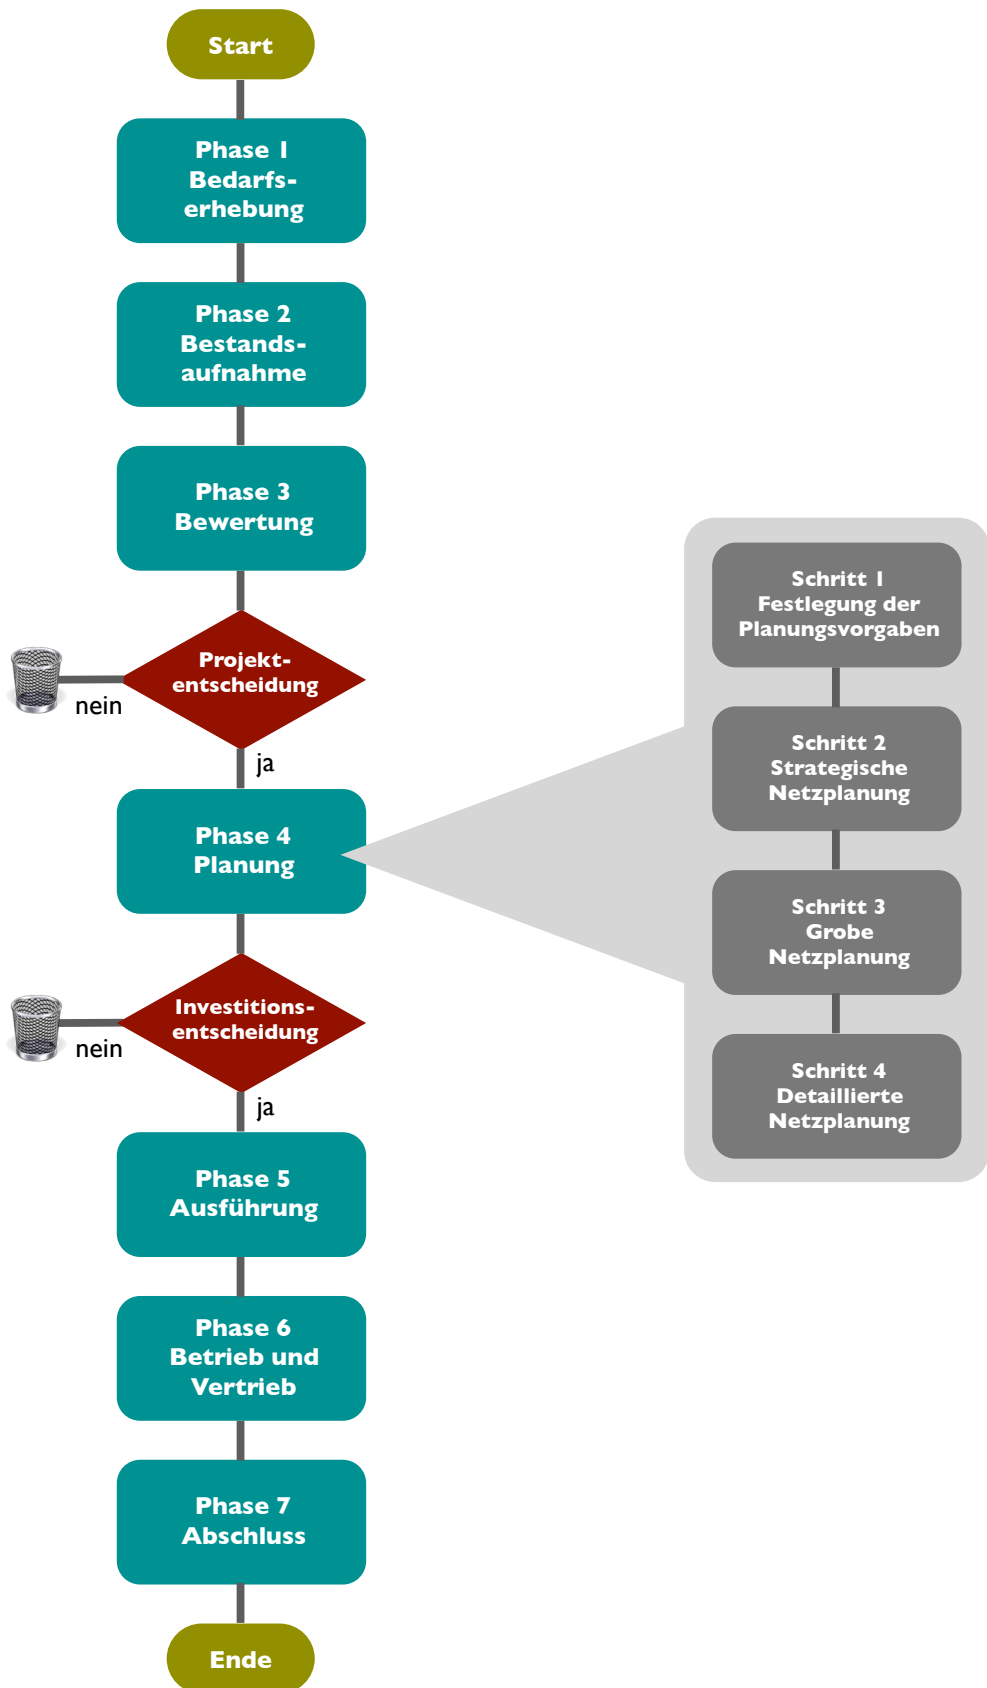 Start
Phase 1
Bedarfs-
erhebung
Phase 2
Bestands-
aufnahme
Phase 3
Bewertung
Projekt-
entscheidung
nein
ja
Phase 4
Planung
Investitions-
entscheidung
nein
ja
Phase 5
Ausführung
Phase 6
Betrieb und
Vertrieb
Phase 7
Abschluss
Ende
Schritt 1
Festlegung der
Planungsvorgaben
Schritt 2
Strategische
Netzplanung
Schritt 3
Grobe
Netzplanung
Schritt 4
Detaillierte
Netzplanung